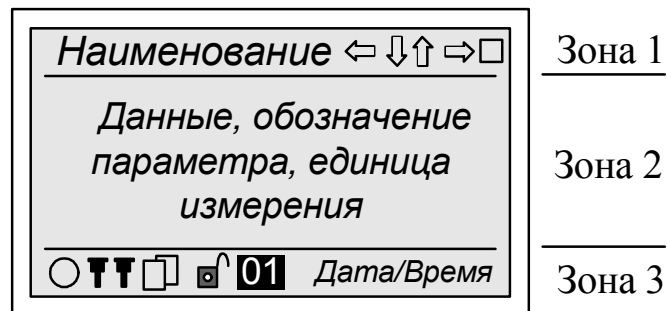 Наименование
Зона 1
Данные, обозначение
параметра, единица
измерения
Зона 2
01 Дата/Время
Зона 3